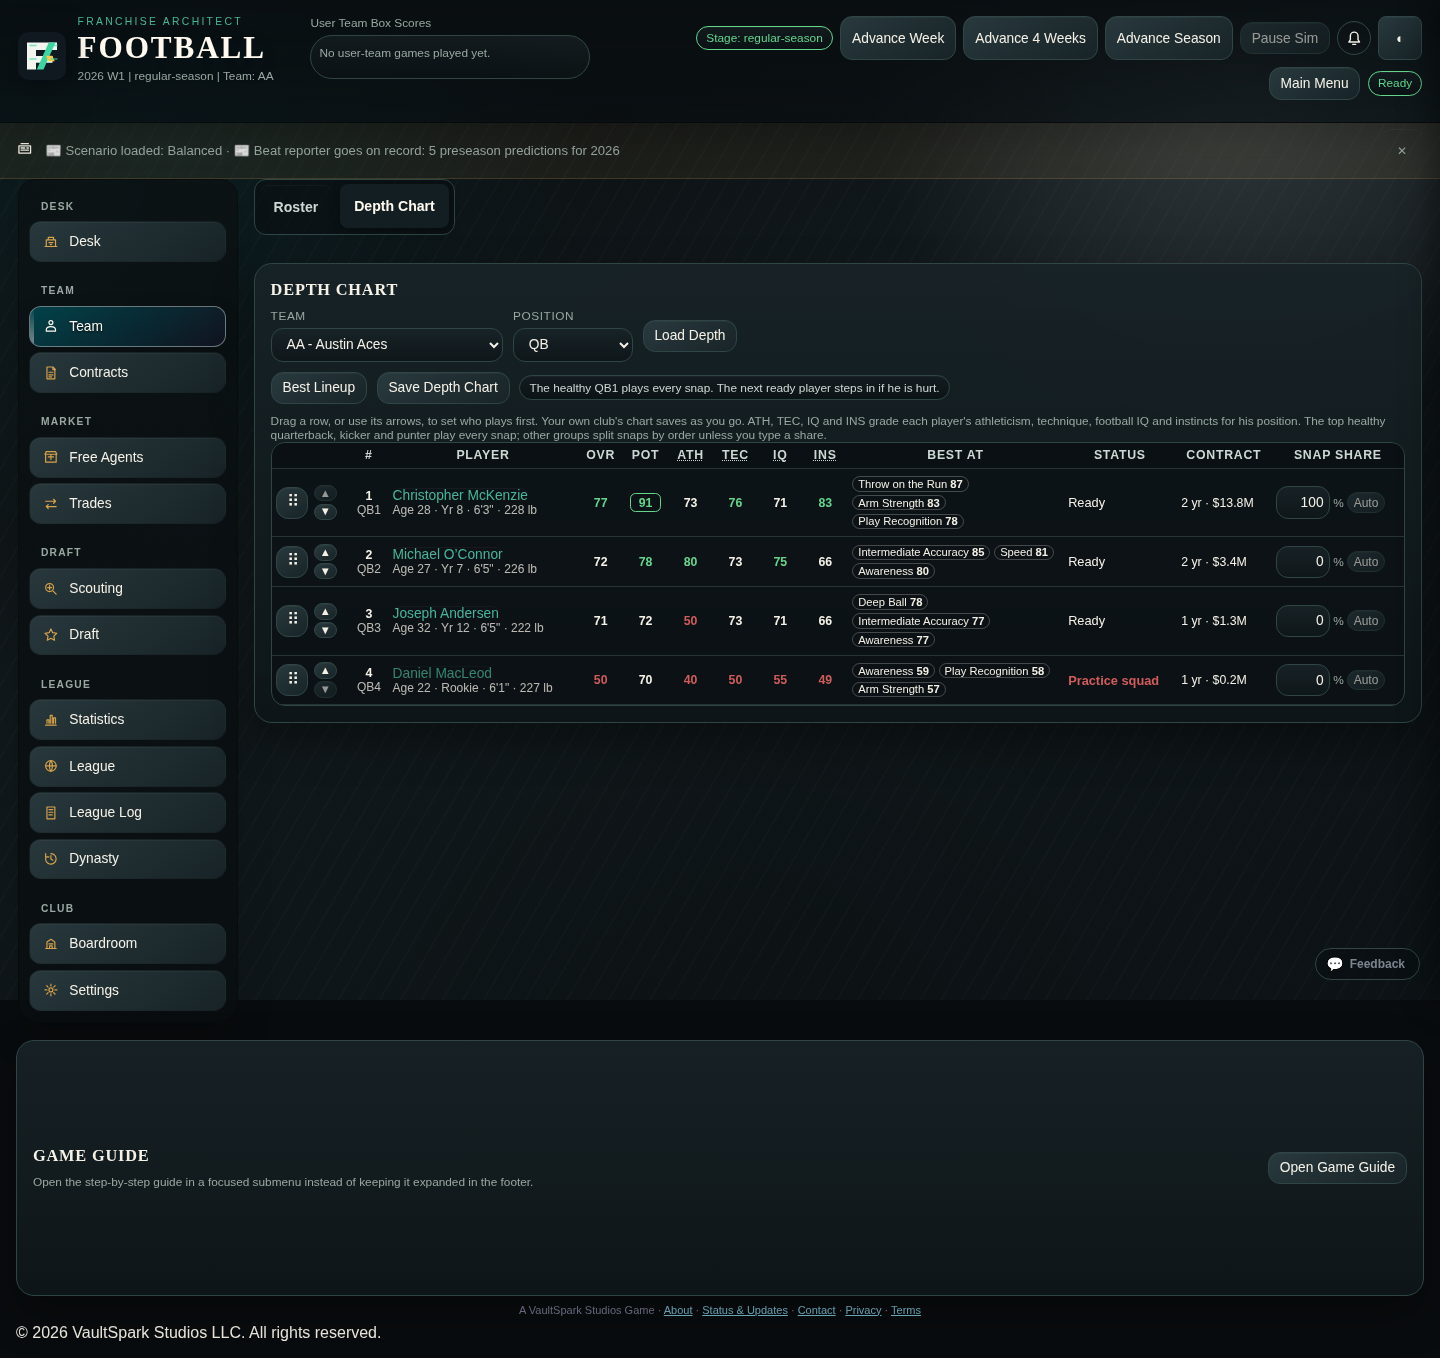 FRANCHISE ARCHITECT
FOOTBALL
2026 W1 | regular-season | Team: AA
User Team Box Scores
No user-team games played yet.
Stage: regular-season
Advance Week
Advance 4 Weeks
Advance Season
Pause Sim
Main Menu
Ready
📰 Scenario loaded: Balanced · 📰 Beat reporter goes on record: 5 preseason predictions for 2026
×
DESK
Desk
TEAM
Team
Contracts
MARKET
Free Agents
Trades
DRAFT
Scouting
Draft
LEAGUE
Statistics
League
League Log
Dynasty
CLUB
Boardroom
Settings
Roster
Depth Chart
DEPTH CHART
TEAM
POSITION
AA - Austin Aces
QB
Load Depth
Best Lineup
Save Depth Chart
The healthy QB1 plays every snap. The next ready player steps in if he is hurt.
Drag a row, or use its arrows, to set who plays first. Your own club's chart saves as you go. ATH, TEC, IQ and INS grade each player's athleticism, technique, football IQ and instincts for his position. The top healthy
quarterback, kicker and punter play every snap; other groups split snaps by order unless you type a share.
# PLAYER OVR POT ATH TEC IQ INS BEST AT STATUS CONTRACT SNAP SHARE
⠿ ▲ ▼ 1 QB1
Christopher McKenzie
Age 28 · Yr 8 · 6'3" · 228 lb
77 91 73 76 71 83
Throw on the Run 87
Arm Strength 83
Play Recognition 78
Ready 2 yr · $13.8M 100 % Auto
⠿ ▲ ▼ 2 QB2
Michael O'Connor
Age 27 · Yr 7 · 6'5" · 226 lb
72 78 80 73 75 66
Intermediate Accuracy 85 Speed 81
Awareness 80
Ready 2 yr · $3.4M 0 % Auto
⠿ ▲ ▼ 3 QB3
Joseph Andersen
Age 32 · Yr 12 · 6'5" · 222 lb
71 72 50 73 71 66
Deep Ball 78
Intermediate Accuracy 77
Awareness 77
Ready 1 yr · $1.3M 0 % Auto
⠿ ▲ ▼ 4 QB4
Daniel MacLeod
Age 22 · Rookie · 6'1" · 227 lb
50 70 40 50 55 49
Awareness 59 Play Recognition 58
Arm Strength 57
Practice squad 1 yr · $0.2M 0 % Auto
💬 Feedback
GAME GUIDE
Open the step-by-step guide in a focused submenu instead of keeping it expanded in the footer.
Open Game Guide
A VaultSpark Studios Game · About · Status & Updates · Contact · Privacy · Terms
© 2026 VaultSpark Studios LLC. All rights reserved.